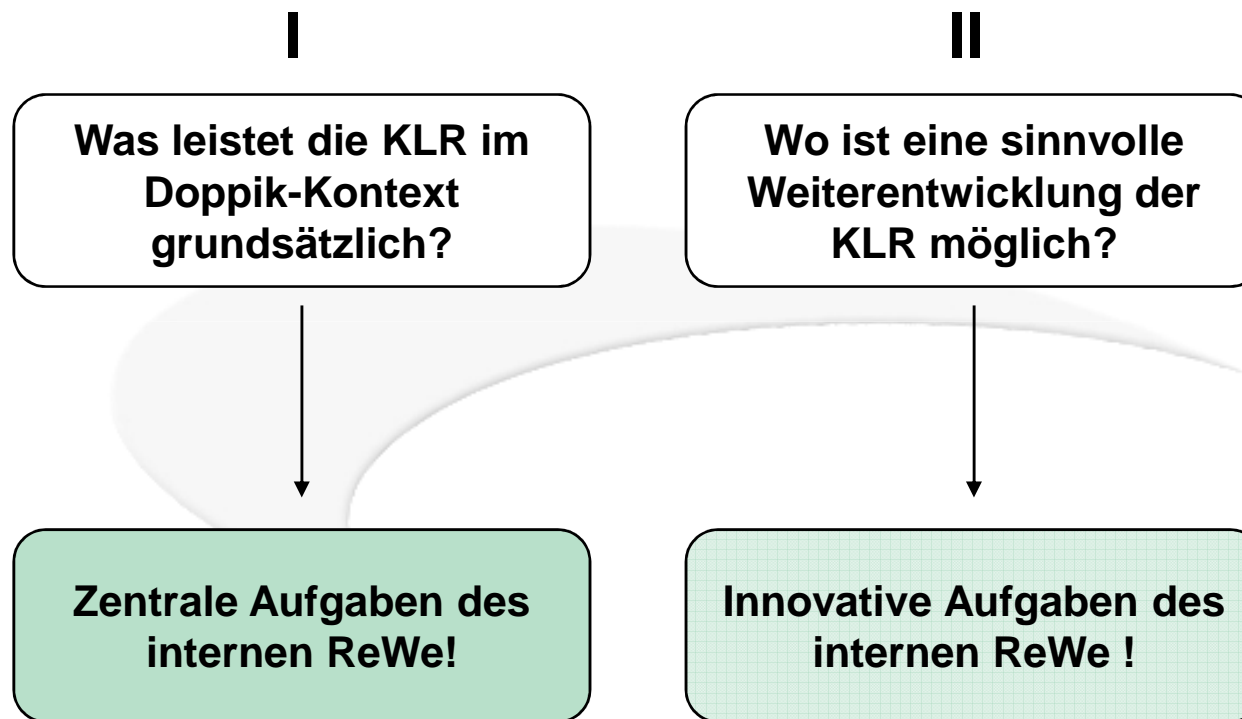 I
Was leistet die KLR im
Doppik-Kontext
grundsätzlich?
Zentrale Aufgaben des
internen ReWe!
II
Wo ist eine sinnvolle
Weiterentwicklung der
KLR möglich?
Innovative Aufgaben des
internen ReWe !